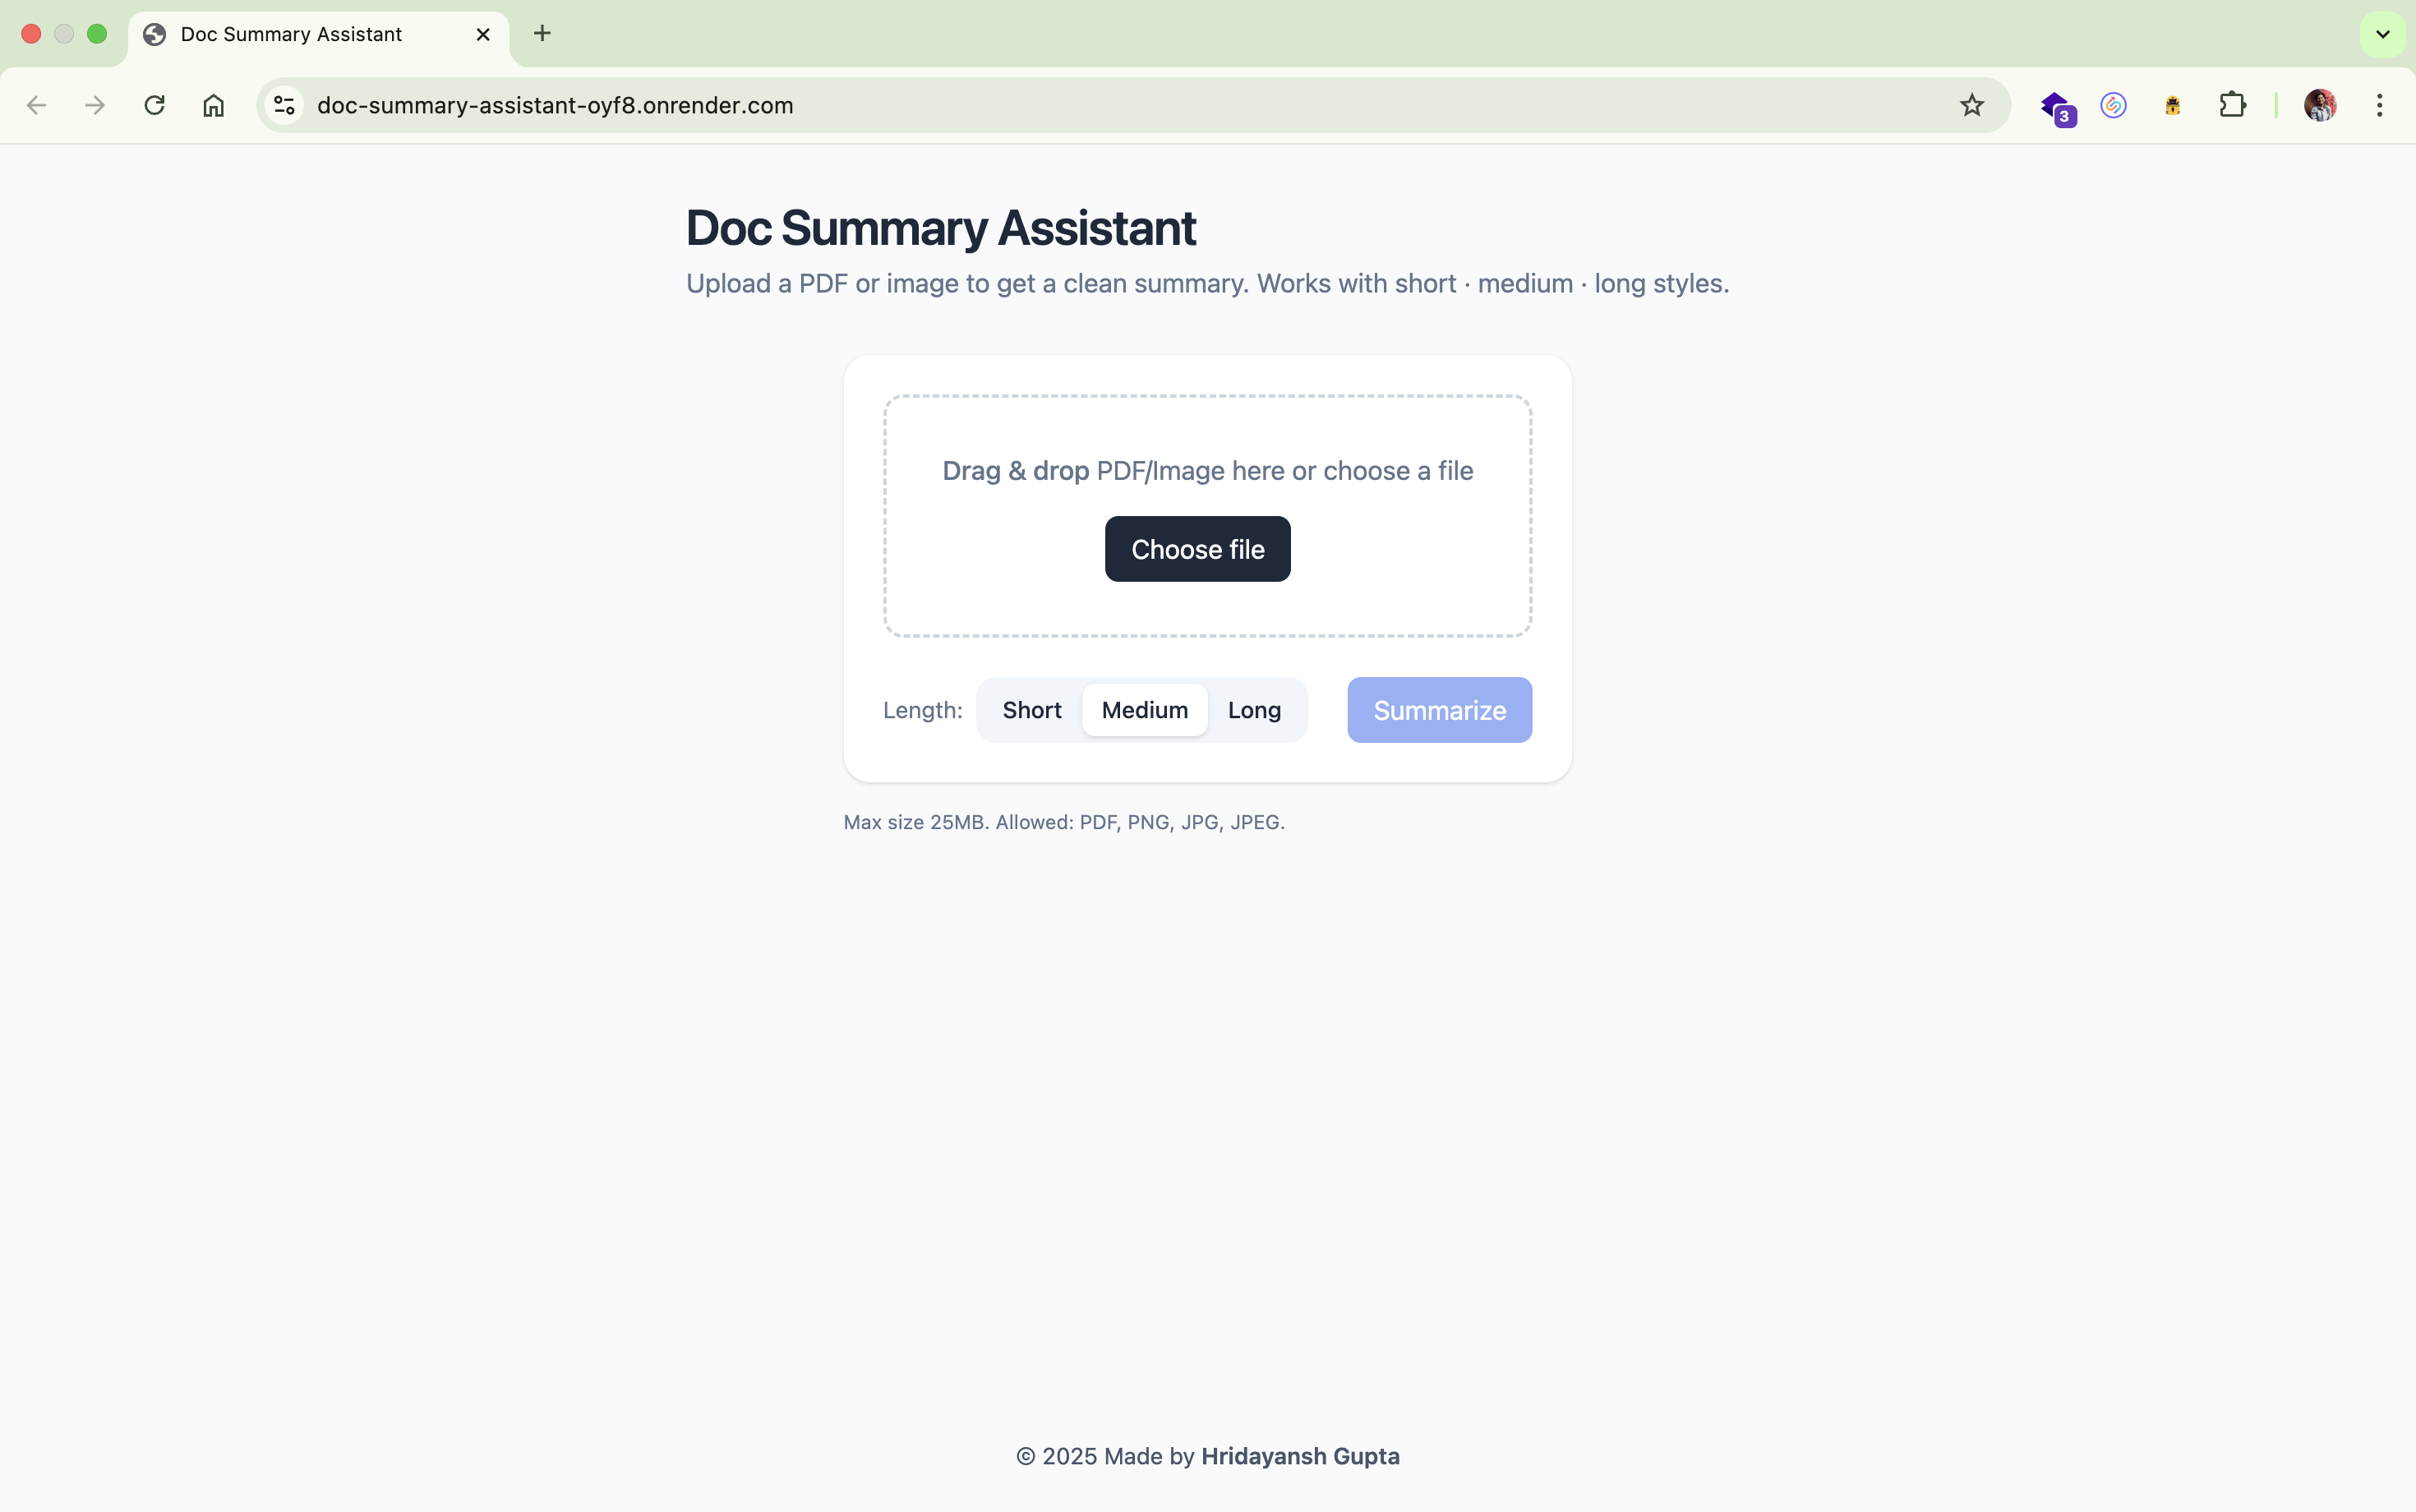 Doc Summary Assistant
doc-summary-assistant-oyf8.onrender.com
3
Doc Summary Assistant
Upload a PDF or image to get a clean summary. Works with short · medium · long styles.
Drag & drop PDF/Image here or choose a file
Choose file
Length: Short Medium Long Summarize
Max size 25MB. Allowed: PDF, PNG, JPG, JPEG.
© 2025 Made by Hridayansh Gupta